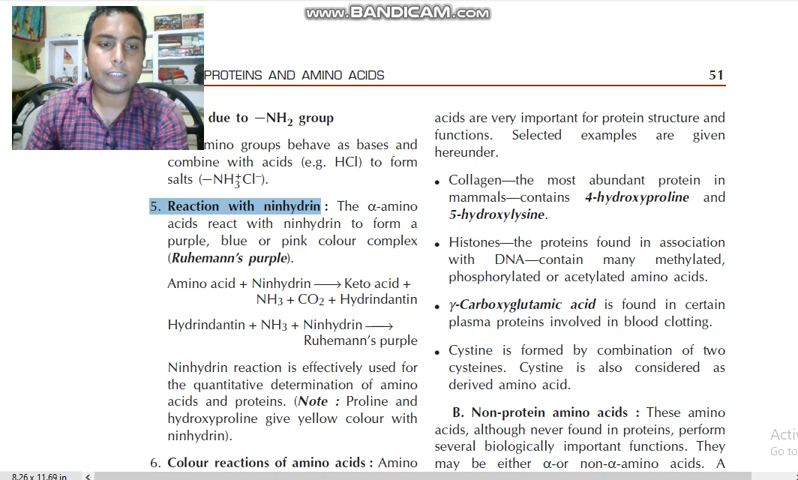 www.BANDICAM.com
PROTEINS AND AMINO ACIDS
51
due to —NH2 group
mino groups behave as bases and
combine with acids (e.g. HCl) to form
salts (—NH3+Cl–).
5. Reaction with ninhydrin : The α-amino
acids react with ninhydrin to form a
purple, blue or pink colour complex
(Ruhemann's purple).
Amino acid + Ninhydrin ⟶ Keto acid +
NH3 + CO2 + Hydrindantin
Hydrindantin + NH3 + Ninhydrin ⟶
Ruhemann's purple
Ninhydrin reaction is effectively used for
the quantitative determination of amino
acids and proteins. (Note : Proline and
hydroxyproline give yellow colour with
ninhydrin).
6. Colour reactions of amino acids : Amino
acids are very important for protein structure and
functions. Selected examples are given
hereunder.
• Collagen—the most abundant protein in
mammals—contains 4-hydroxyproline and
5-hydroxylysine.
• Histones—the proteins found in association
with DNA—contain many methylated,
phosphorylated or acetylated amino acids.
• γ-Carboxyglutamic acid is found in certain
plasma proteins involved in blood clotting.
• Cystine is formed by combination of two
cysteines. Cystine is also considered as
derived amino acid.
B. Non-protein amino acids : These amino
acids, although never found in proteins, perform
several biologically important functions. They
may be either α-or non-α-amino acids. A
Activ
Go to
8.26 x 11.69 in